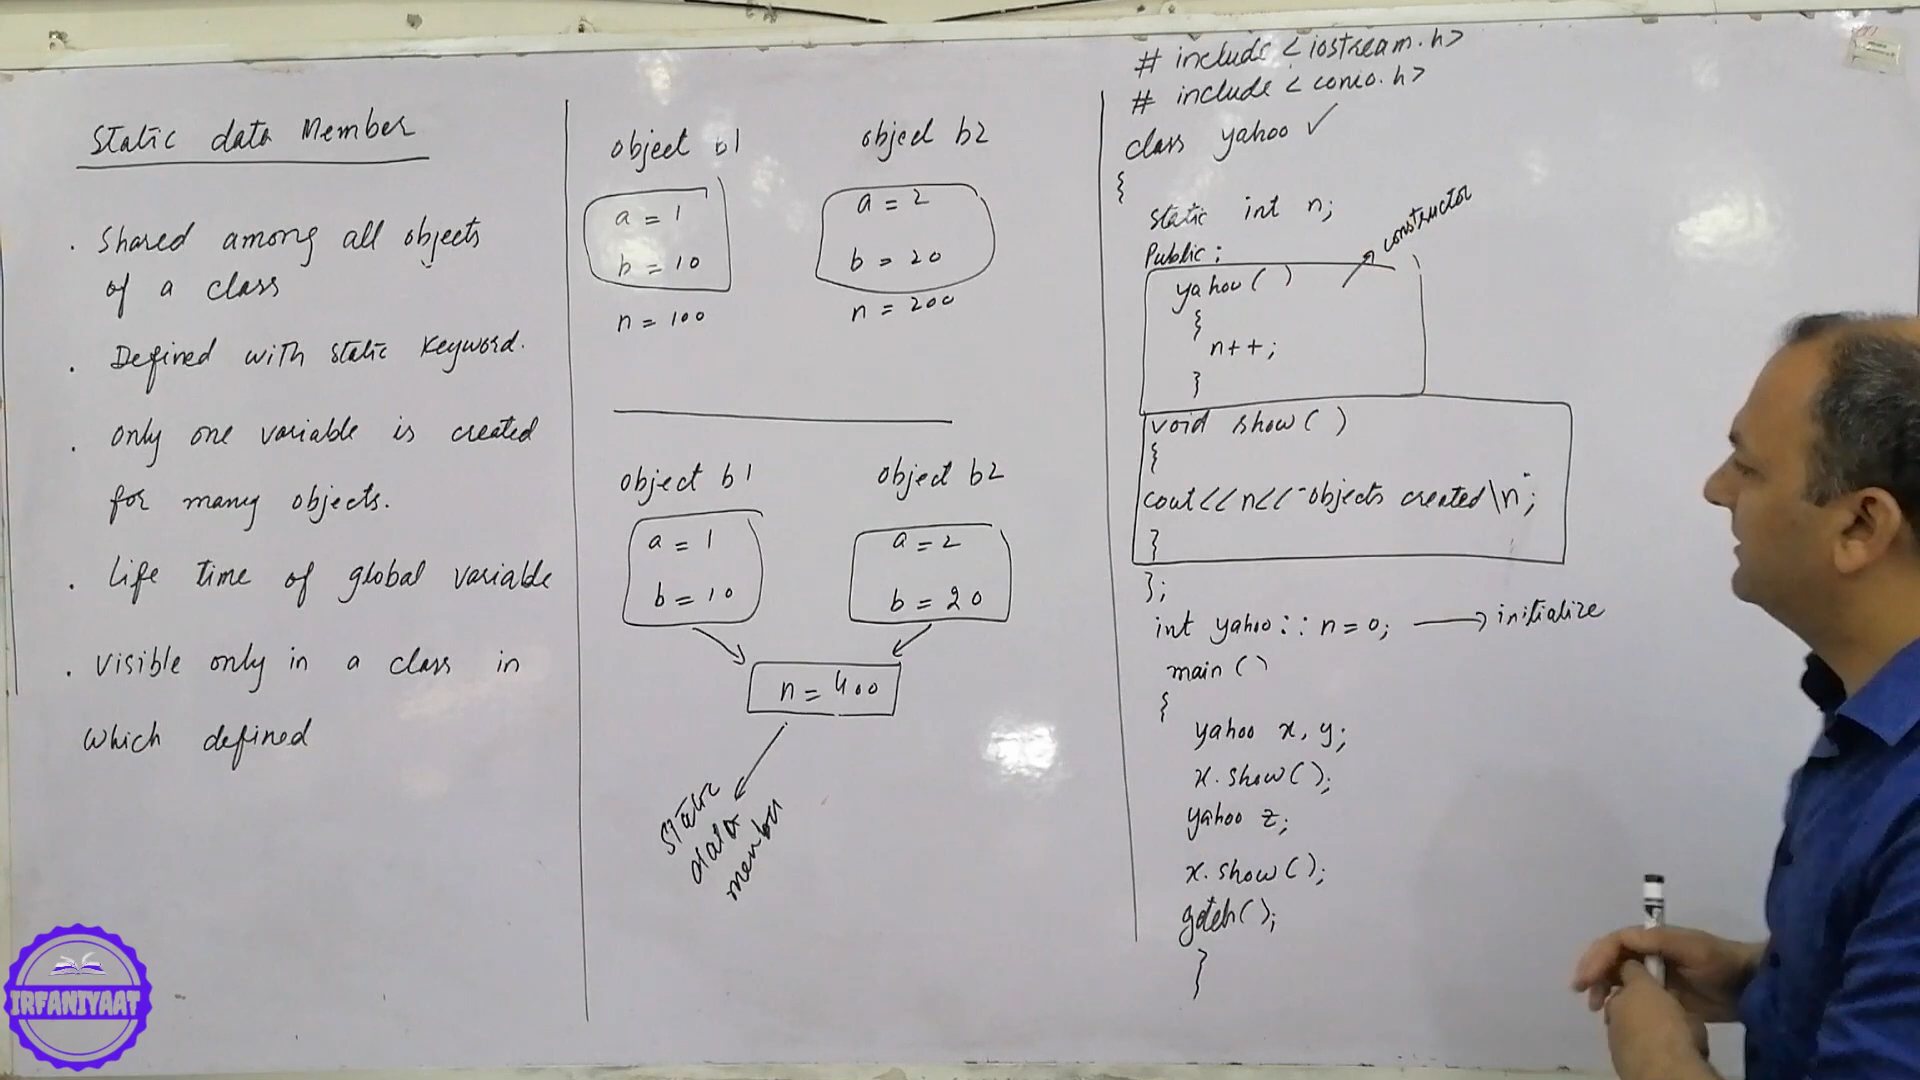 Static data Member
. Shared among all objects
of a class
. Defined with static keyword.
. Only one variable is created
for many objects.
. Life time of global variable
. Visible only in a class in
which defined
object b1
a = 1
b = 10
n = 100
object b2
a = 2
b = 20
n = 200
object b1
a = 1
b = 10
object b2
a = 2
b = 20
n = 400
static
data
member
# include <iostream.h>
# include <conio.h>
class yahoo ✓
{
static int n;
Public:
yahoo( )
constructor
{
n++;
}
void show( )
{
cout<<n<<"objects created\n";
}
};
int yahoo::n=0; → initialize
main()
{
yahoo x, y;
x.show();
yahoo z;
x.show();
getch();
}
IRFANIYAAT